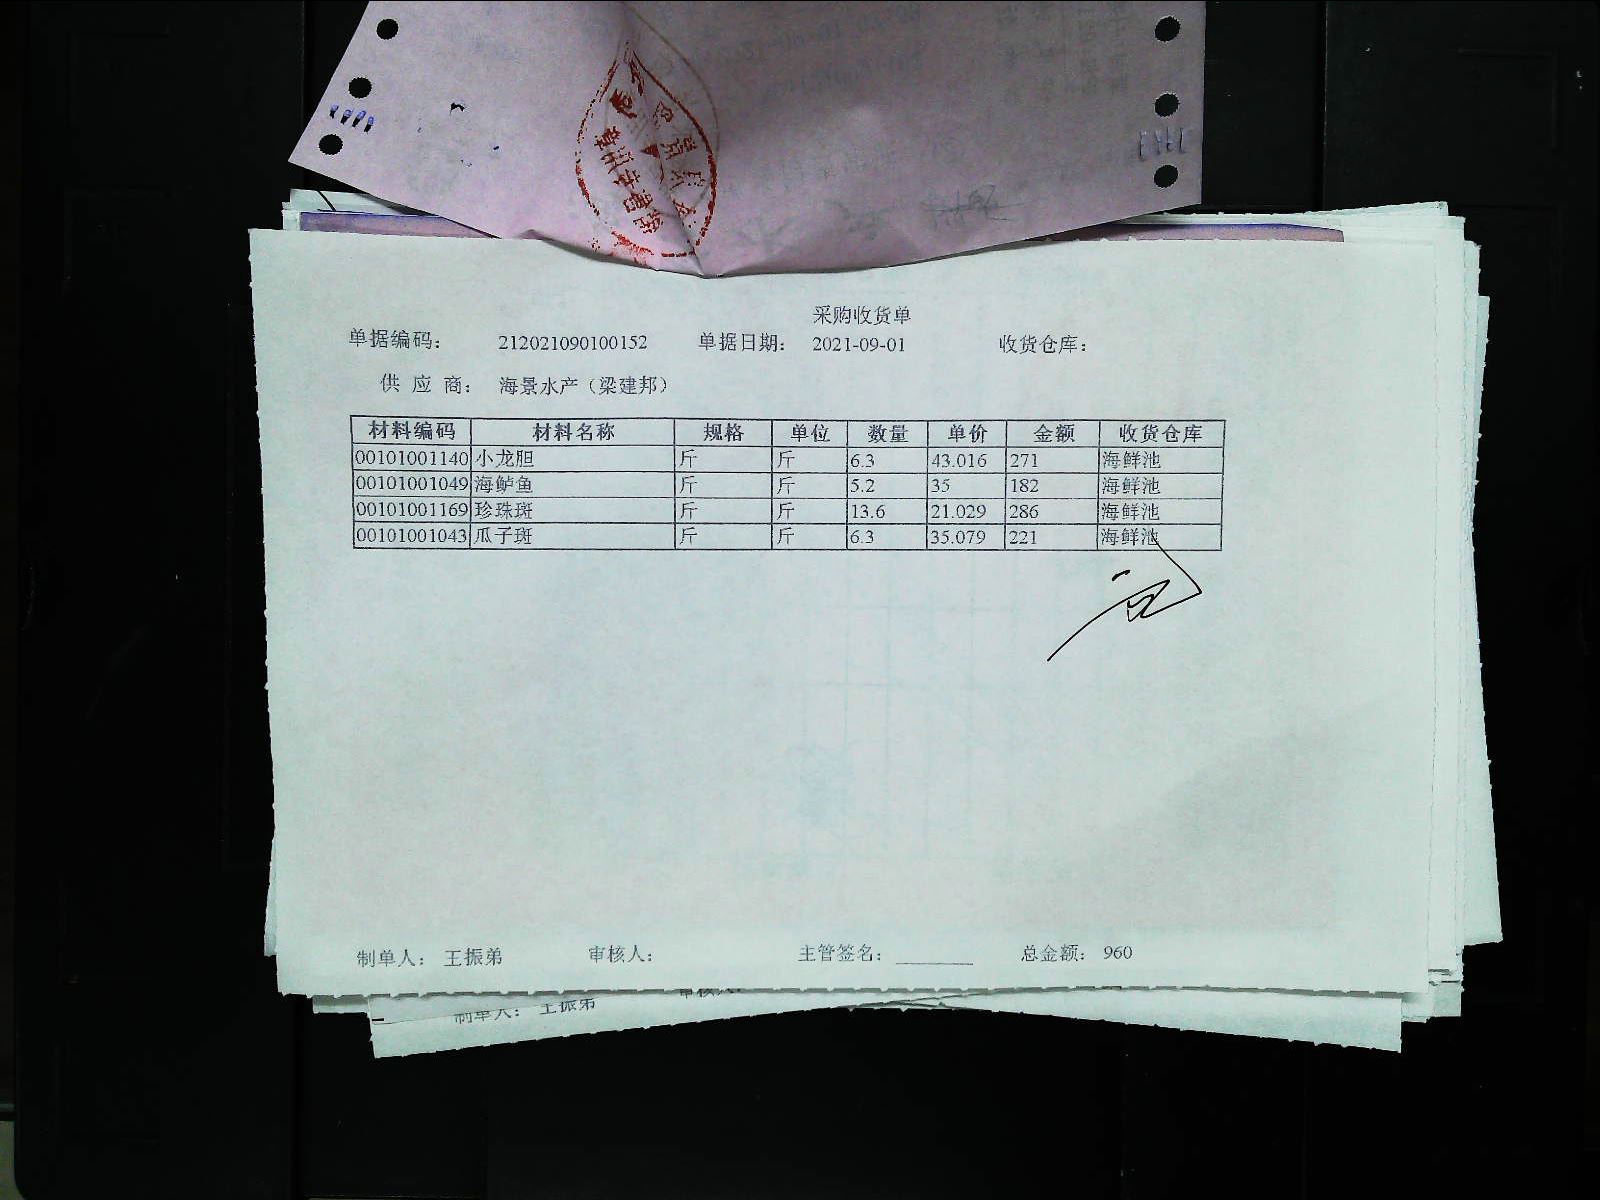 采购收货单
单据编码： 212021090100152 单据日期： 2021-09-01 收货仓库：
供 应 商： 海景水产（梁建邦）
材料编码 材料名称 规格 单位 数量 单价 金额 收货仓库
00101001140 小龙胆 斤 斤 6.3 43.016 271 海鲜池
00101001049 海鲈鱼 斤 斤 5.2 35 182 海鲜池
00101001169 珍珠斑 斤 斤 13.6 21.029 286 海鲜池
00101001043 瓜子斑 斤 斤 6.3 35.079 221 海鲜池
制单人： 王振弟 审核人： 主管签名： 总金额： 960
制单人： 王振弟 审核人：